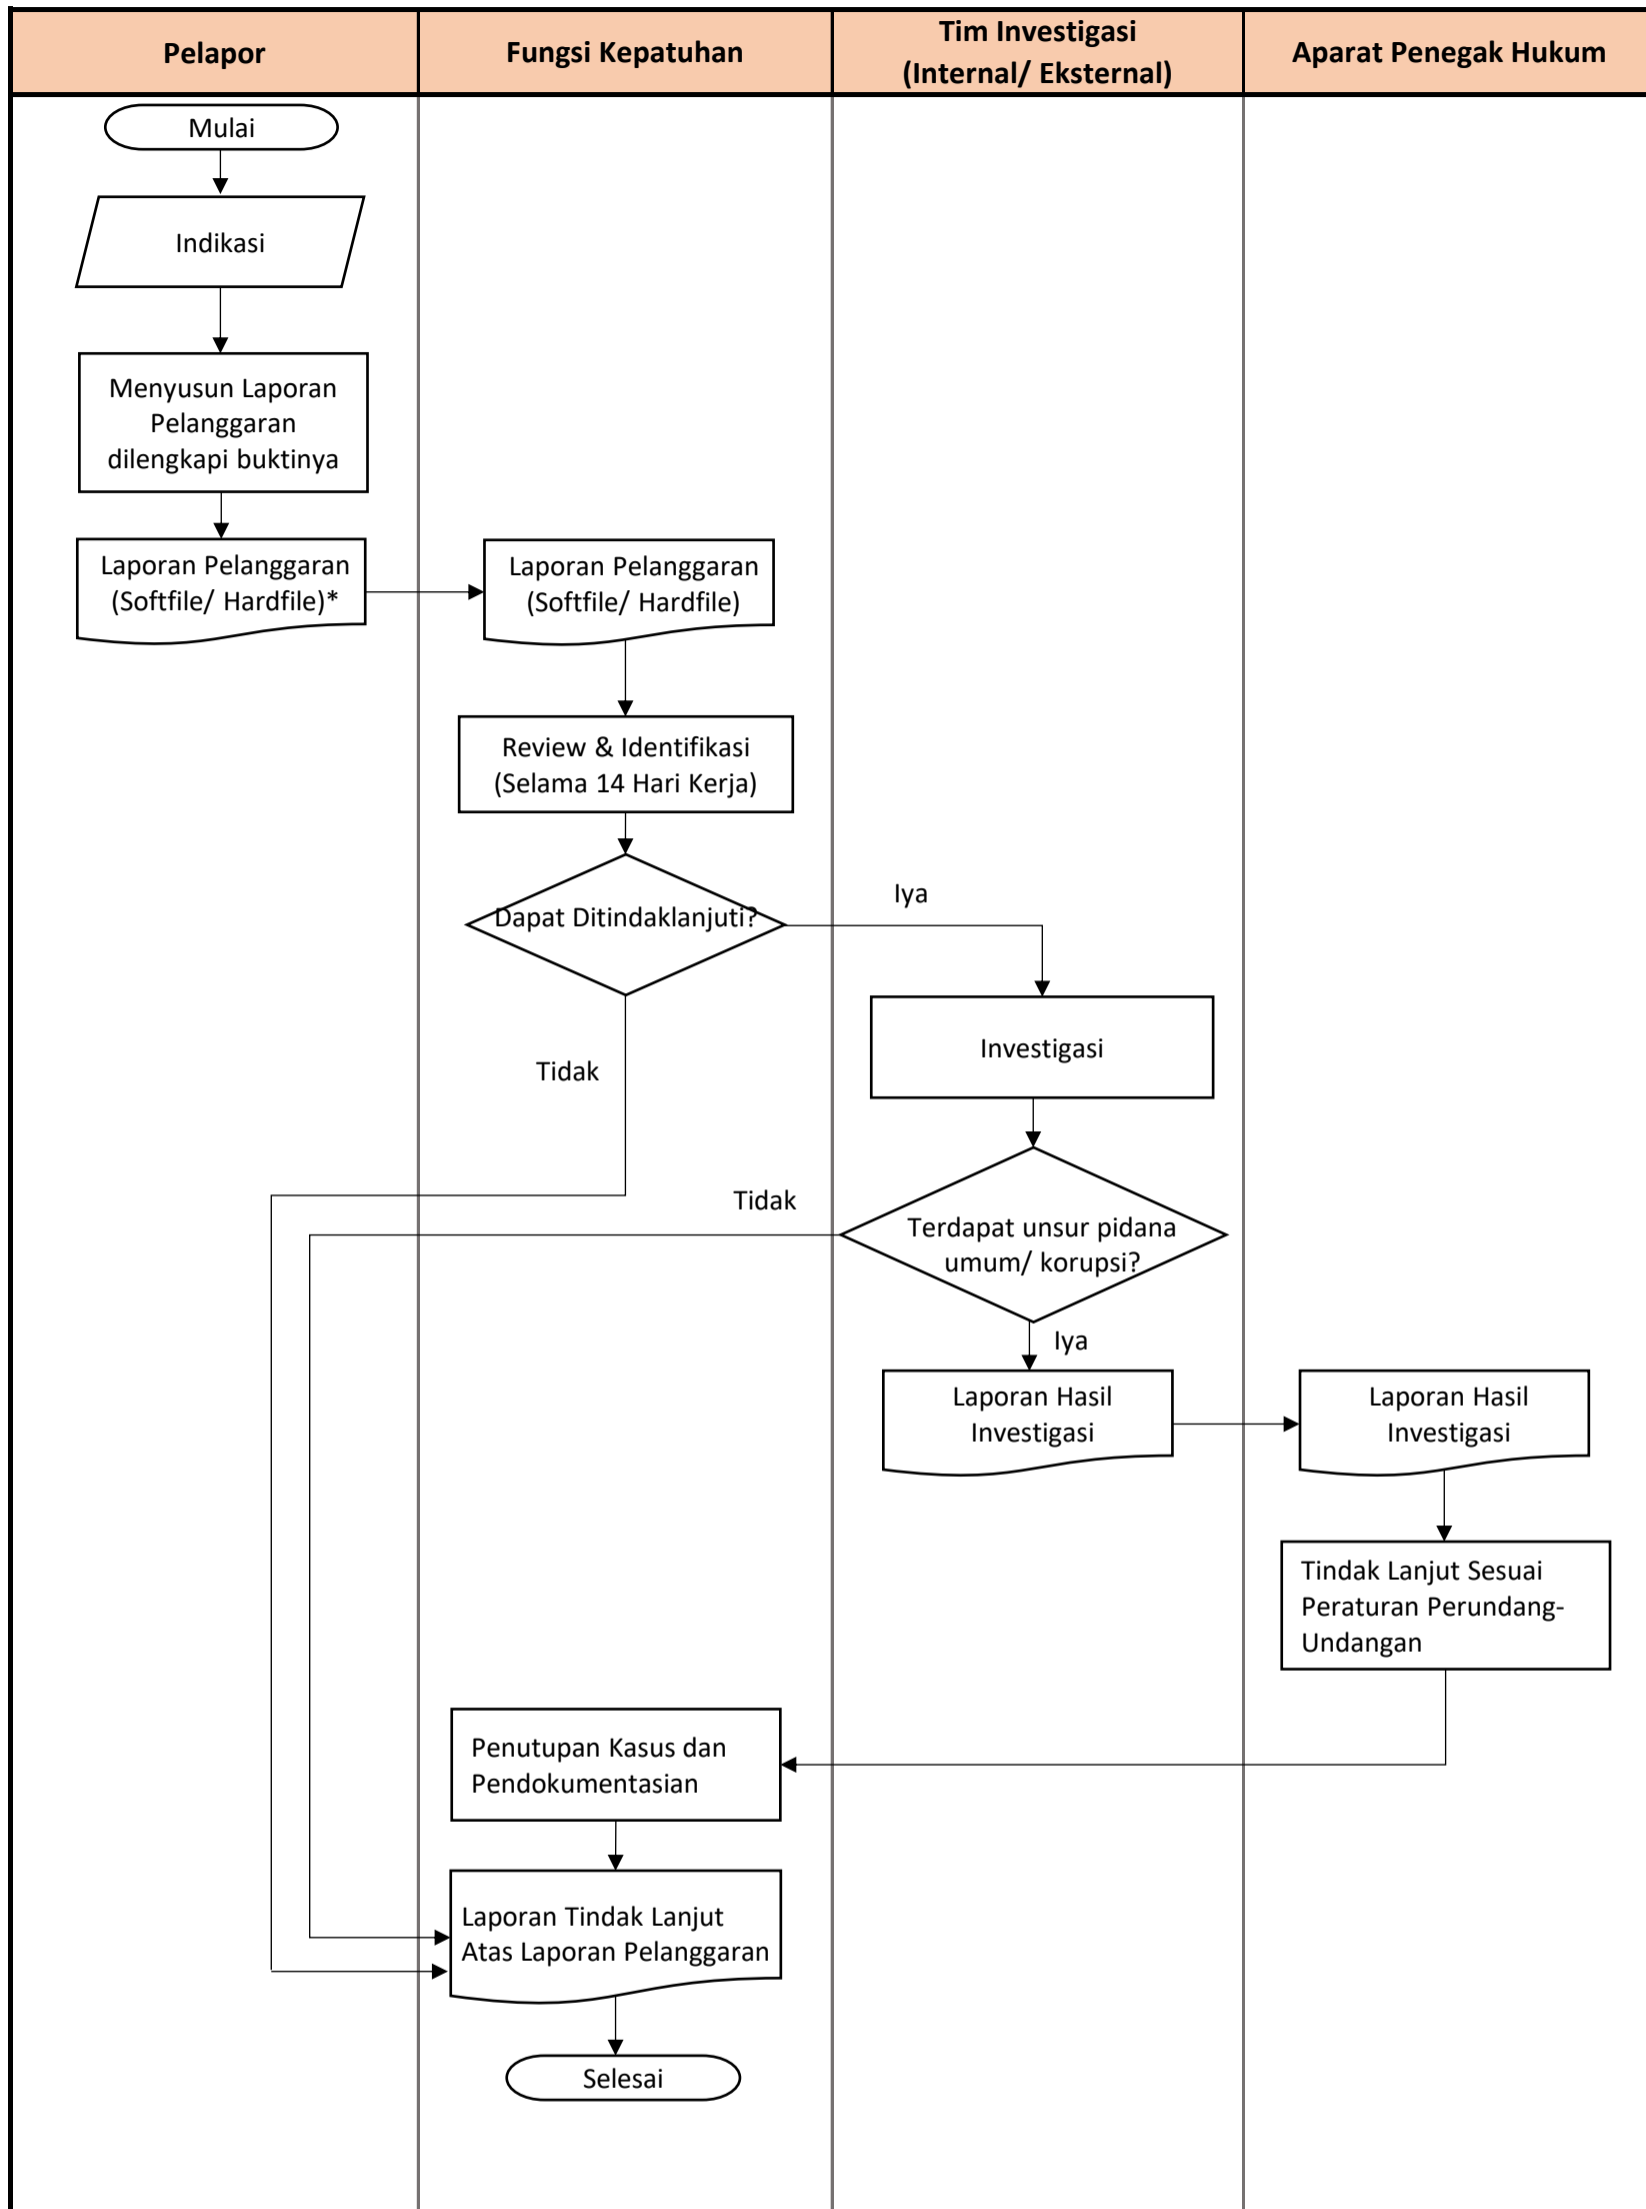 Pelapor
Fungsi Kepatuhan
Tim Investigasi
(Internal/ Eksternal)
Aparat Penegak Hukum
Mulai
Indikasi
Menyusun Laporan
Pelanggaran
dilengkapi buktinya
Laporan Pelanggaran
(Softfile/ Hardfile)*
Laporan Pelanggaran
(Softfile/ Hardfile)
Review & Identifikasi
(Selama 14 Hari Kerja)
Dapat Ditindaklanjuti?
Iya
Tidak
Investigasi
Tidak
Terdapat unsur pidana
umum/ korupsi?
Iya
Laporan Hasil
Investigasi
Laporan Hasil
Investigasi
Tindak Lanjut Sesuai
Peraturan Perundang-
Undangan
Penutupan Kasus dan
Pendokumentasian
Laporan Tindak Lanjut
Atas Laporan Pelanggaran
Selesai